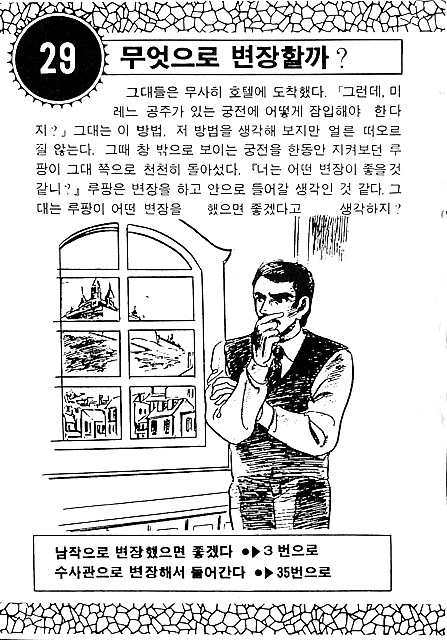 29
무엇으로 변장할까?
그대들은 무사히 호텔에 도착했다. 「그런데, 미
레느 공주가 있는 궁전에 어떻게 잠입해야 한다
지?」 그대는 이 방법, 저 방법을 생각해 보지만 얼른 떠오르
질 않는다. 그때 창 밖으로 보이는 궁전을 한동안 지켜보던 루
팡이 그대 쪽으로 천천히 돌아섰다. 『너는 어떤 변장이 좋을것
같니?』 루팡은 변장을 하고 안으로 들어갈 생각인 것 같다. 그
대는 루팡이 어떤 변장을 했으면 좋겠다고 생각하지?
남작으로 변장했으면 좋겠다 ●▶3번으로
수사관으로 변장해서 들어간다 ●▶35번으로